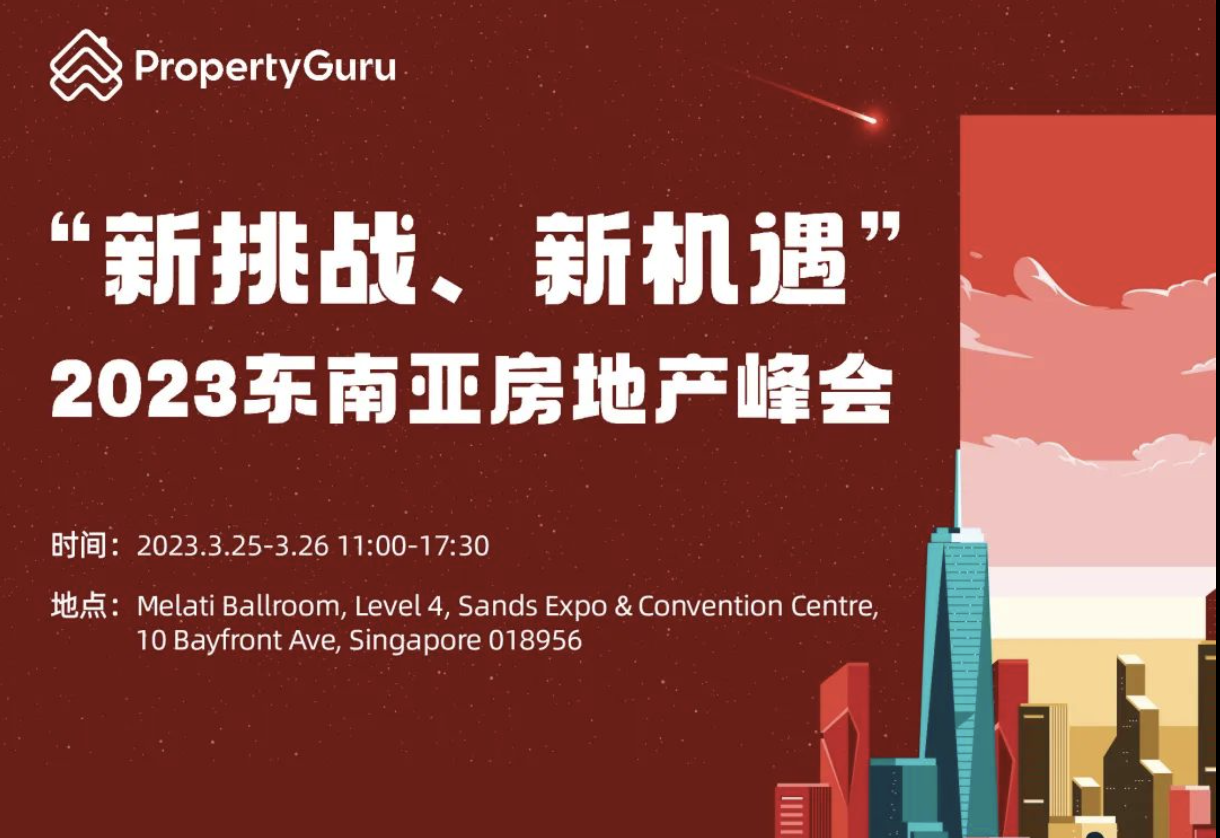 PropertyGuru
“新挑战、新机遇”
2023东南亚房地产峰会
时间：2023.3.25-3.26 11:00-17:30
地点：Melati Ballroom, Level 4, Sands Expo & Convention Centre,
10 Bayfront Ave, Singapore 018956